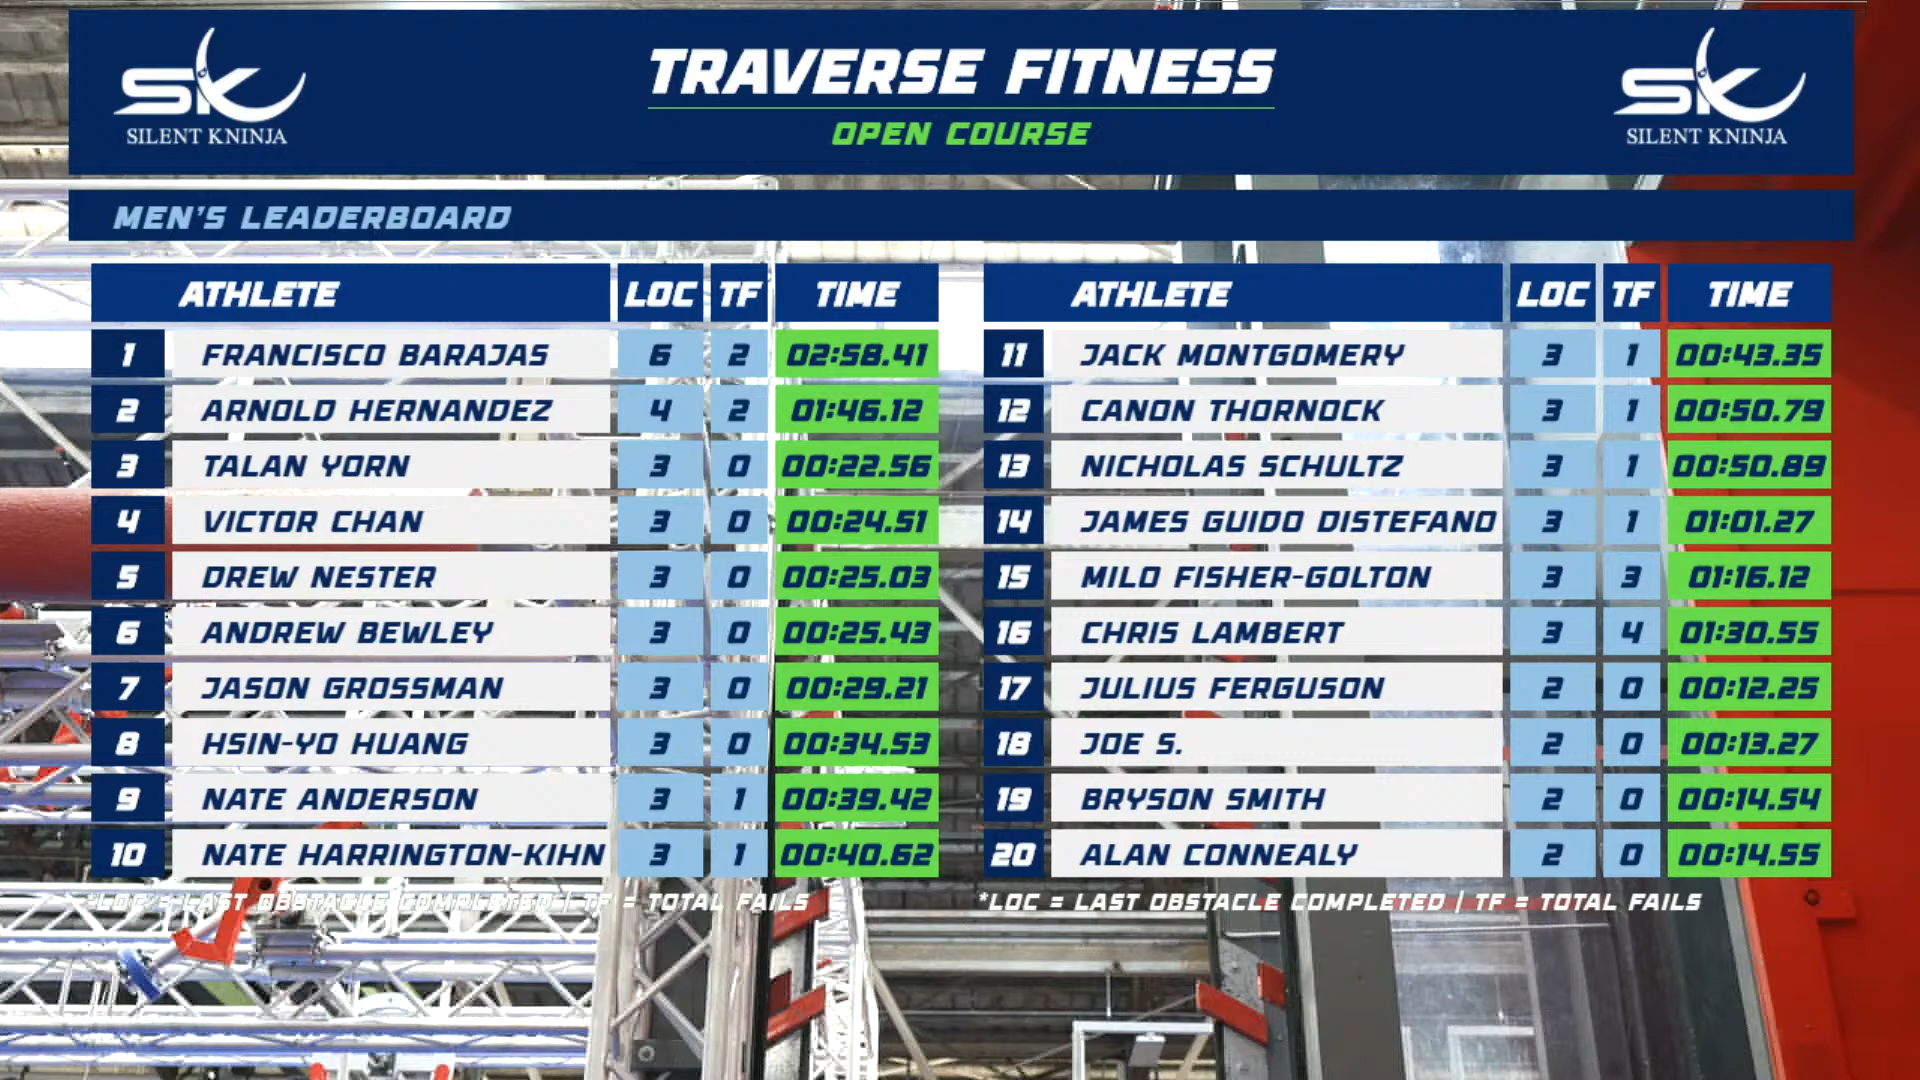 SK
SILENT KNINJA
TRAVERSE FITNESS
OPEN COURSE
SK
SILENT KNINJA
MEN'S LEADERBOARD
ATHLETE LOC TF TIME
1 FRANCISCO BARAJAS 6 2 02:58.41
2 ARNOLD HERNANDEZ 4 2 01:46.12
3 TALAN YORN 3 0 00:22.56
4 VICTOR CHAN 3 0 00:24.51
5 DREW NESTER 3 0 00:25.03
6 ANDREW BEWLEY 3 0 00:25.43
7 JASON GROSSMAN 3 0 00:29.21
8 HSIN-YO HUANG 3 0 00:34.53
9 NATE ANDERSON 3 1 00:39.42
10 NATE HARRINGTON-KIHN 3 1 00:40.62
*LOC = LAST OBSTACLE COMPLETED | TF = TOTAL FAILS
ATHLETE LOC TF TIME
11 JACK MONTGOMERY 3 1 00:43.35
12 CANON THORNOCK 3 1 00:50.79
13 NICHOLAS SCHULTZ 3 1 00:50.89
14 JAMES GUIDO DISTEFANO 3 1 01:01.27
15 MILO FISHER-GOLTON 3 3 01:16.12
16 CHRIS LAMBERT 3 4 01:30.55
17 JULIUS FERGUSON 2 0 00:12.25
18 JOE S. 2 0 00:13.27
19 BRYSON SMITH 2 0 00:14.54
20 ALAN CONNEALY 2 0 00:14.55
*LOC = LAST OBSTACLE COMPLETED | TF = TOTAL FAILS